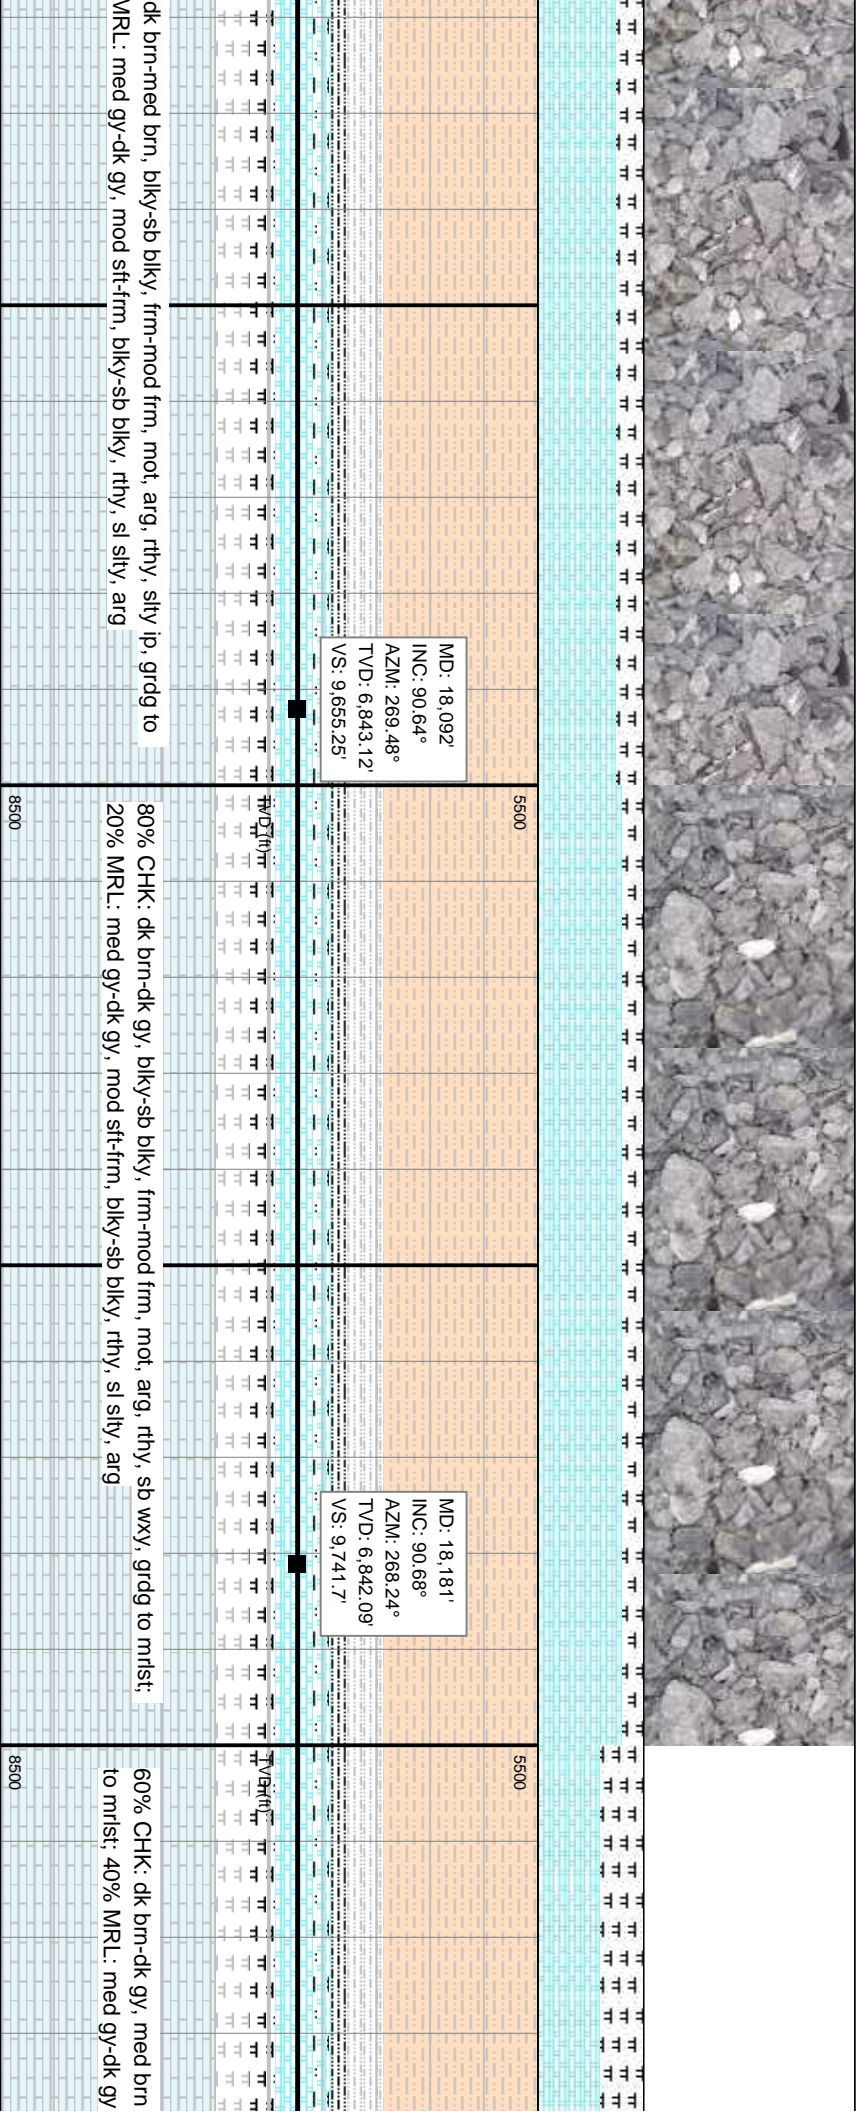 dk brn-med brn, blky-sb blky, frm-mod frm, mot, arg, rthy, slty ip, grdg to
MRL: med gy-dk gy, mod sft-frm, blky-sb blky, rthy, sl slty, arg
MD: 18,092'
INC: 90.64°
AZM: 269.48°
TVD: 6,843.12'
VS: 9,655.25'
5500
TVD (ft)
8500
80% CHK: dk brn-dk gy, blky-sb blky, frm-mod frm, mot, arg, rthy, sb wxy, grdg to mrlst;
20% MRL: med gy-dk gy, mod sft-frm, blky-sb blky, rthy, sl slty, arg
MD: 18,181'
INC: 90.68°
AZM: 268.24°
TVD: 6,842.09'
VS: 9,741.7'
5500
TVD (ft)
8500
60% CHK: dk brn-dk gy, med brn
to mrlst; 40% MRL: med gy-dk gy